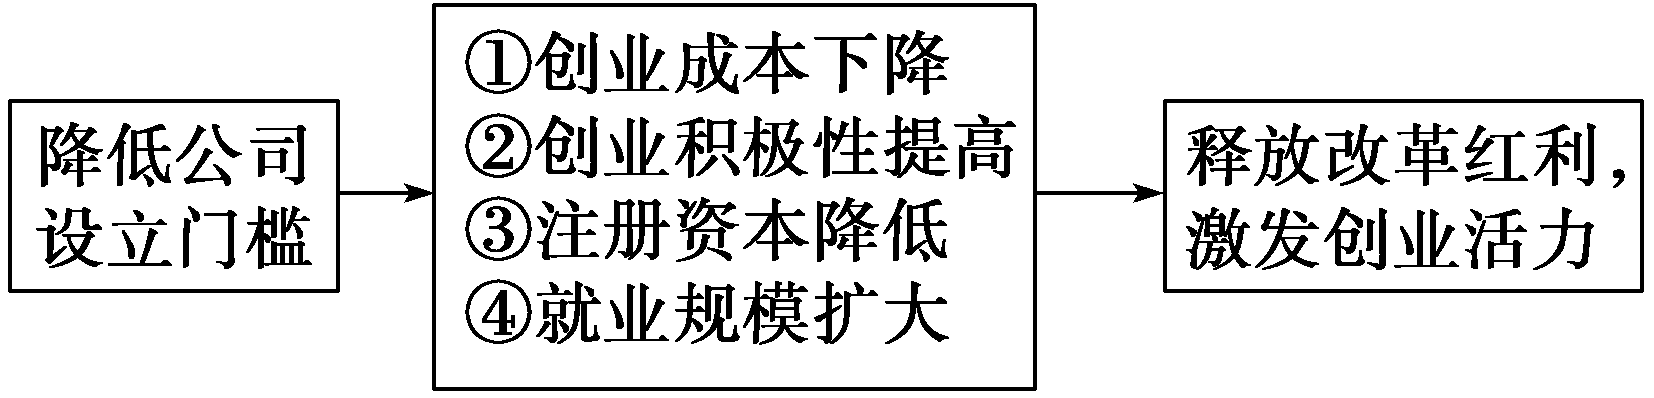 降低公司
设立门槛
①创业成本下降
②创业积极性提高
③注册资本降低
④就业规模扩大
释放改革红利，
激发创业活力